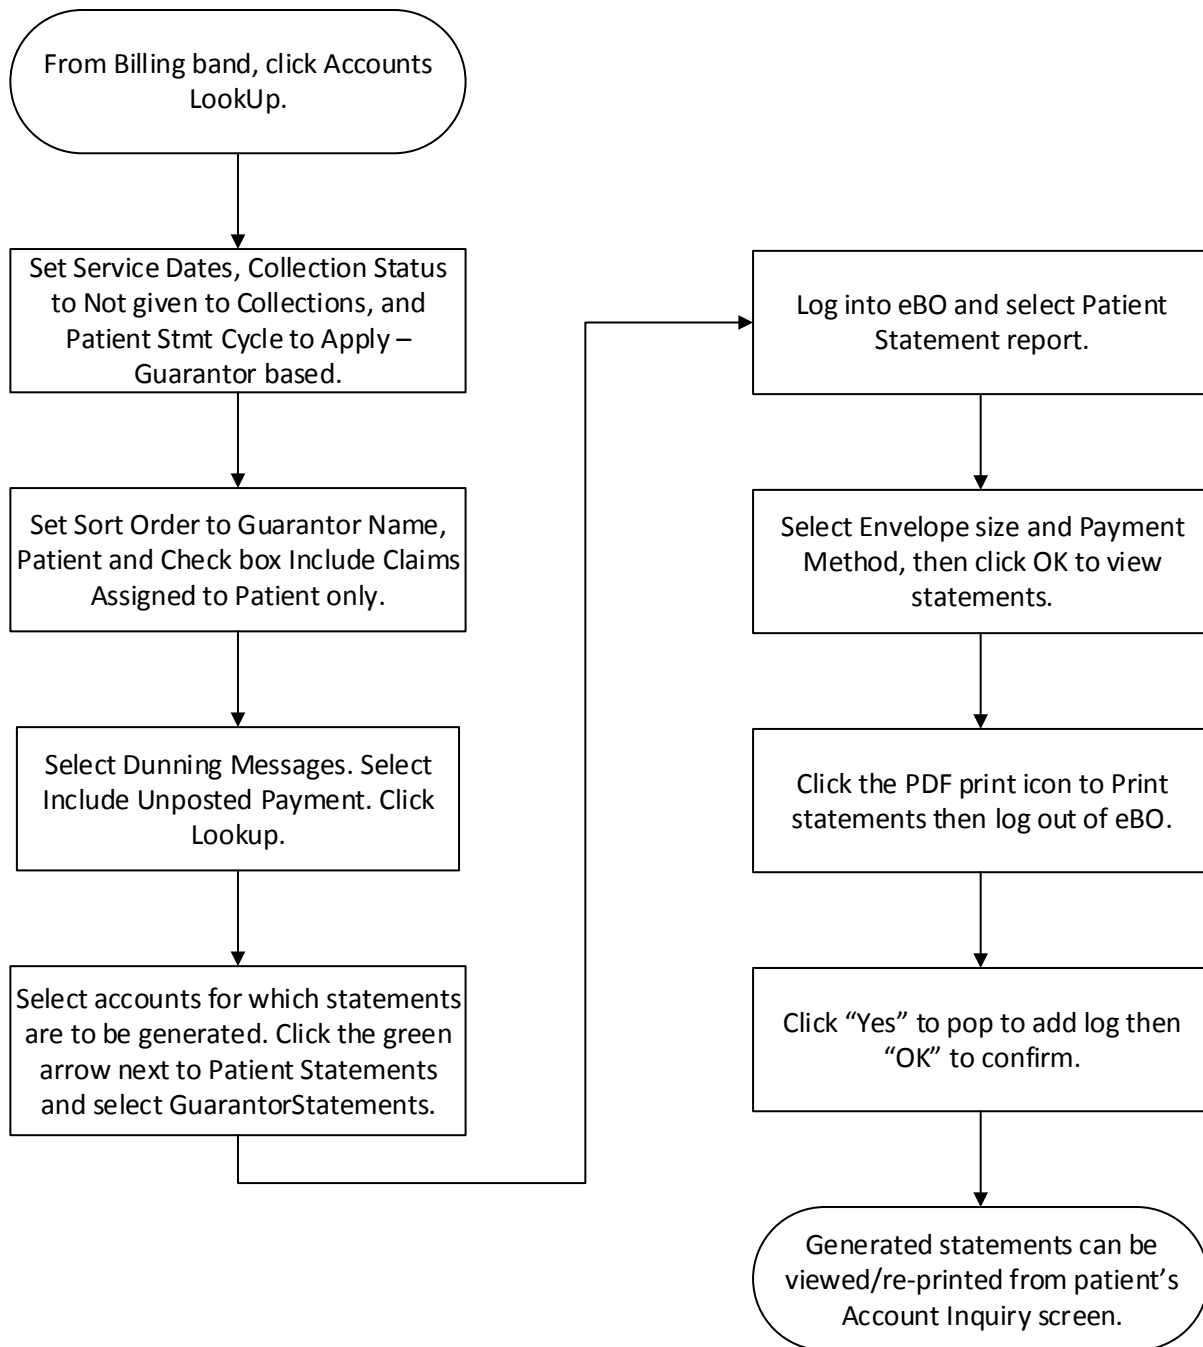 From Billing band, click Accounts
LookUp.
Set Service Dates, Collection Status
to Not given to Collections, and
Patient Stmt Cycle to Apply –
Guarantor based.
Set Sort Order to Guarantor Name,
Patient and Check box Include Claims
Assigned to Patient only.
Select Dunning Messages. Select
Include Unposted Payment. Click
Lookup.
Select accounts for which statements
are to be generated. Click the green
arrow next to Patient Statements
and select GuarantorStatements.
Log into eBO and select Patient
Statement report.
Select Envelope size and Payment
Method, then click OK to view
statements.
Click the PDF print icon to Print
statements then log out of eBO.
Click “Yes” to pop to add log then
“OK” to confirm.
Generated statements can be
viewed/re-printed from patient’s
Account Inquiry screen.